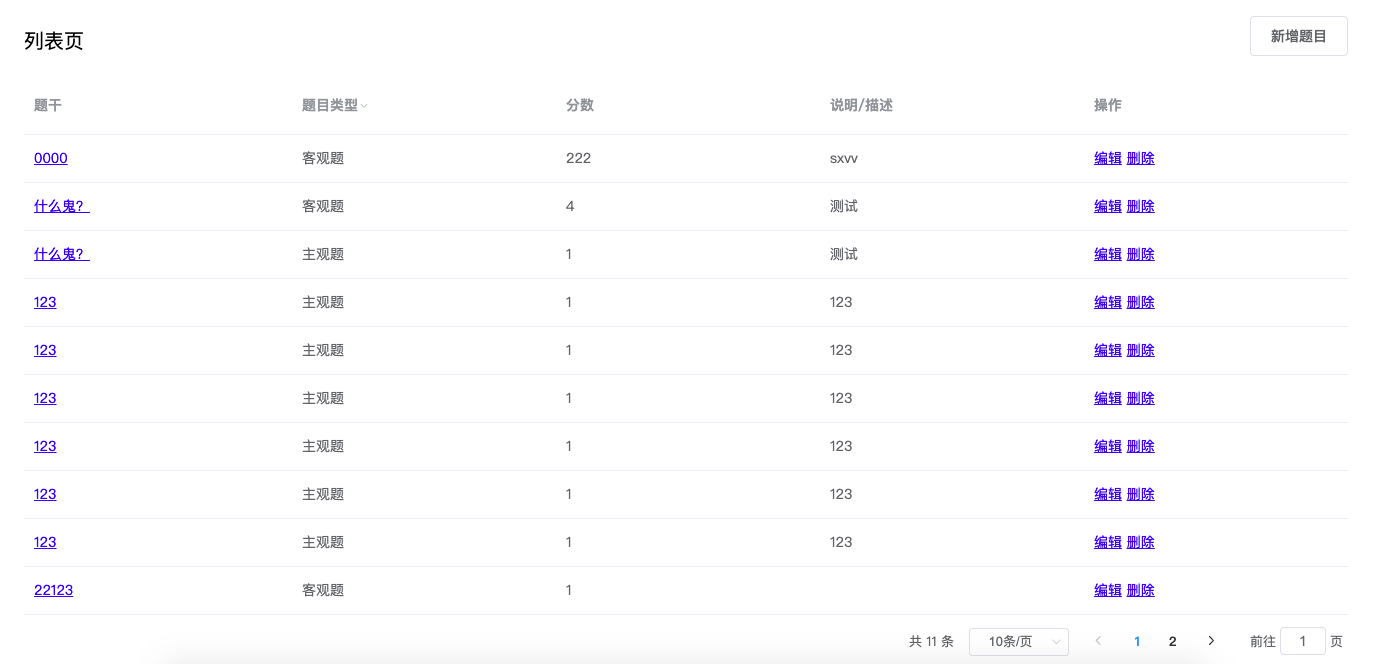 列表页
新增题目
题干 题目类型 分数 说明/描述 操作
0000 客观题 222 sxvv 编辑 删除
什么鬼? 客观题 4 测试 编辑 删除
什么鬼? 主观题 1 测试 编辑 删除
123 主观题 1 123 编辑 删除
123 主观题 1 123 编辑 删除
123 主观题 1 123 编辑 删除
123 主观题 1 123 编辑 删除
123 主观题 1 123 编辑 删除
123 主观题 1 123 编辑 删除
22123 客观题 1 编辑 删除
共 11 条 10条/页 1 2 前往 1 页